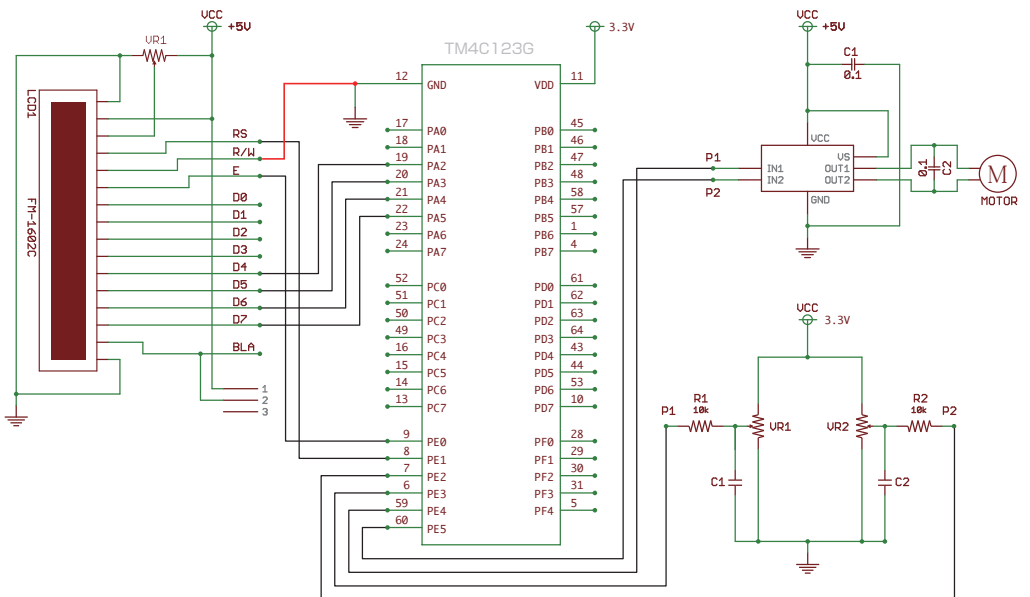 VCC
+5V
VR1
LCD1
FM-1602C
RS
R/W
E
D0
D1
D2
D3
D4
D5
D6
D7
BLA
1
2
3
TM4C123G
3.3V
12 GND VDD 11
17 PA0 PB0 45
18 PA1 PB1 46
19 PA2 PB2 47
20 PA3 PB3 48
21 PA4 PB4 58
22 PA5 PB5 57
23 PA6 PB6 1
24 PA7 PB7 4
52 PC0 PD0 61
51 PC1 PD1 62
50 PC2 PD2 63
49 PC3 PD3 64
16 PC4 PD4 43
15 PC5 PD5 44
14 PC6 PD6 53
13 PC7 PD7 10
9 PE0 PF0 28
8 PE1 PF1 29
7 PE2 PF2 30
6 PE3 PF3 31
59 PE4 PF4 5
60 PE5
VCC
+5V
C1
0.1
VCC
VS
P1 IN1 OUT1
P2 IN2 OUT2
GND
0.1
C2
M
MOTOR
VCC
3.3V
P1
R1
10k
VR1
VR2
R2
10k
P2
C1
C2